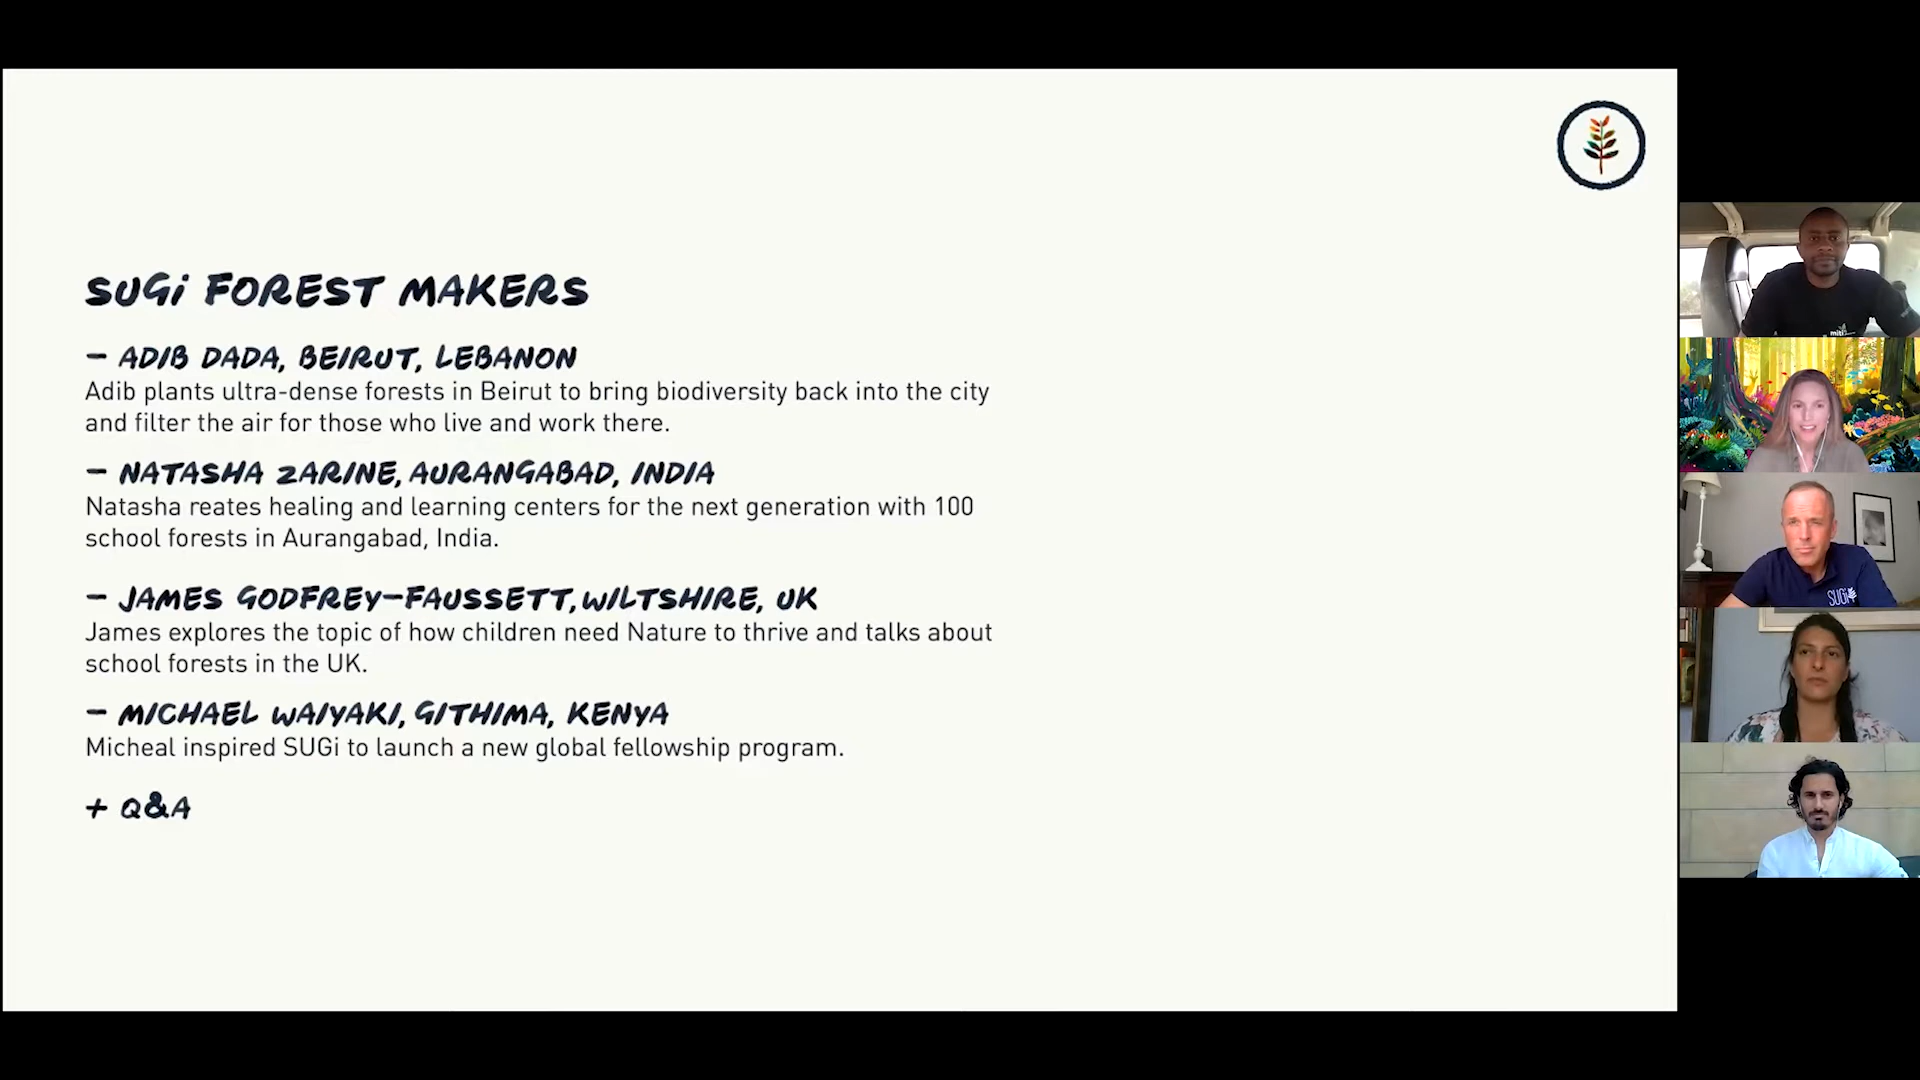 SUGi FOREST MAKERS
– ADIB DADA, BEIRUT, LEBANON
Adib plants ultra-dense forests in Beirut to bring biodiversity back into the city
and filter the air for those who live and work there.
– NATASHA ZARINE, AURANGABAD, INDIA
Natasha reates healing and learning centers for the next generation with 100
school forests in Aurangabad, India.
– JAMES GODFREY-FAUSSETT, WILTSHIRE, UK
James explores the topic of how children need Nature to thrive and talks about
school forests in the UK.
– MICHAEL WAIYAKI, GITHIMA, KENYA
Micheal inspired SUGi to launch a new global fellowship program.
+ Q&A
miti
SUGi